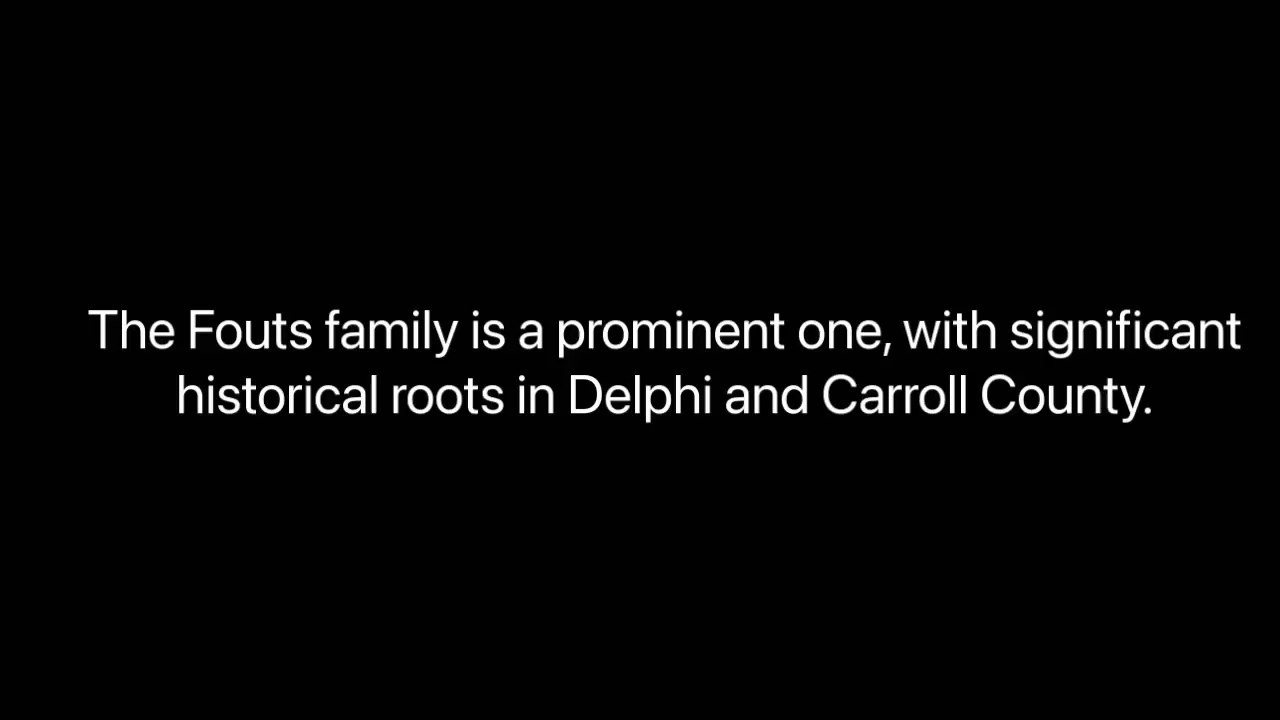 The Fouts family is a prominent one, with significant
historical roots in Delphi and Carroll County.